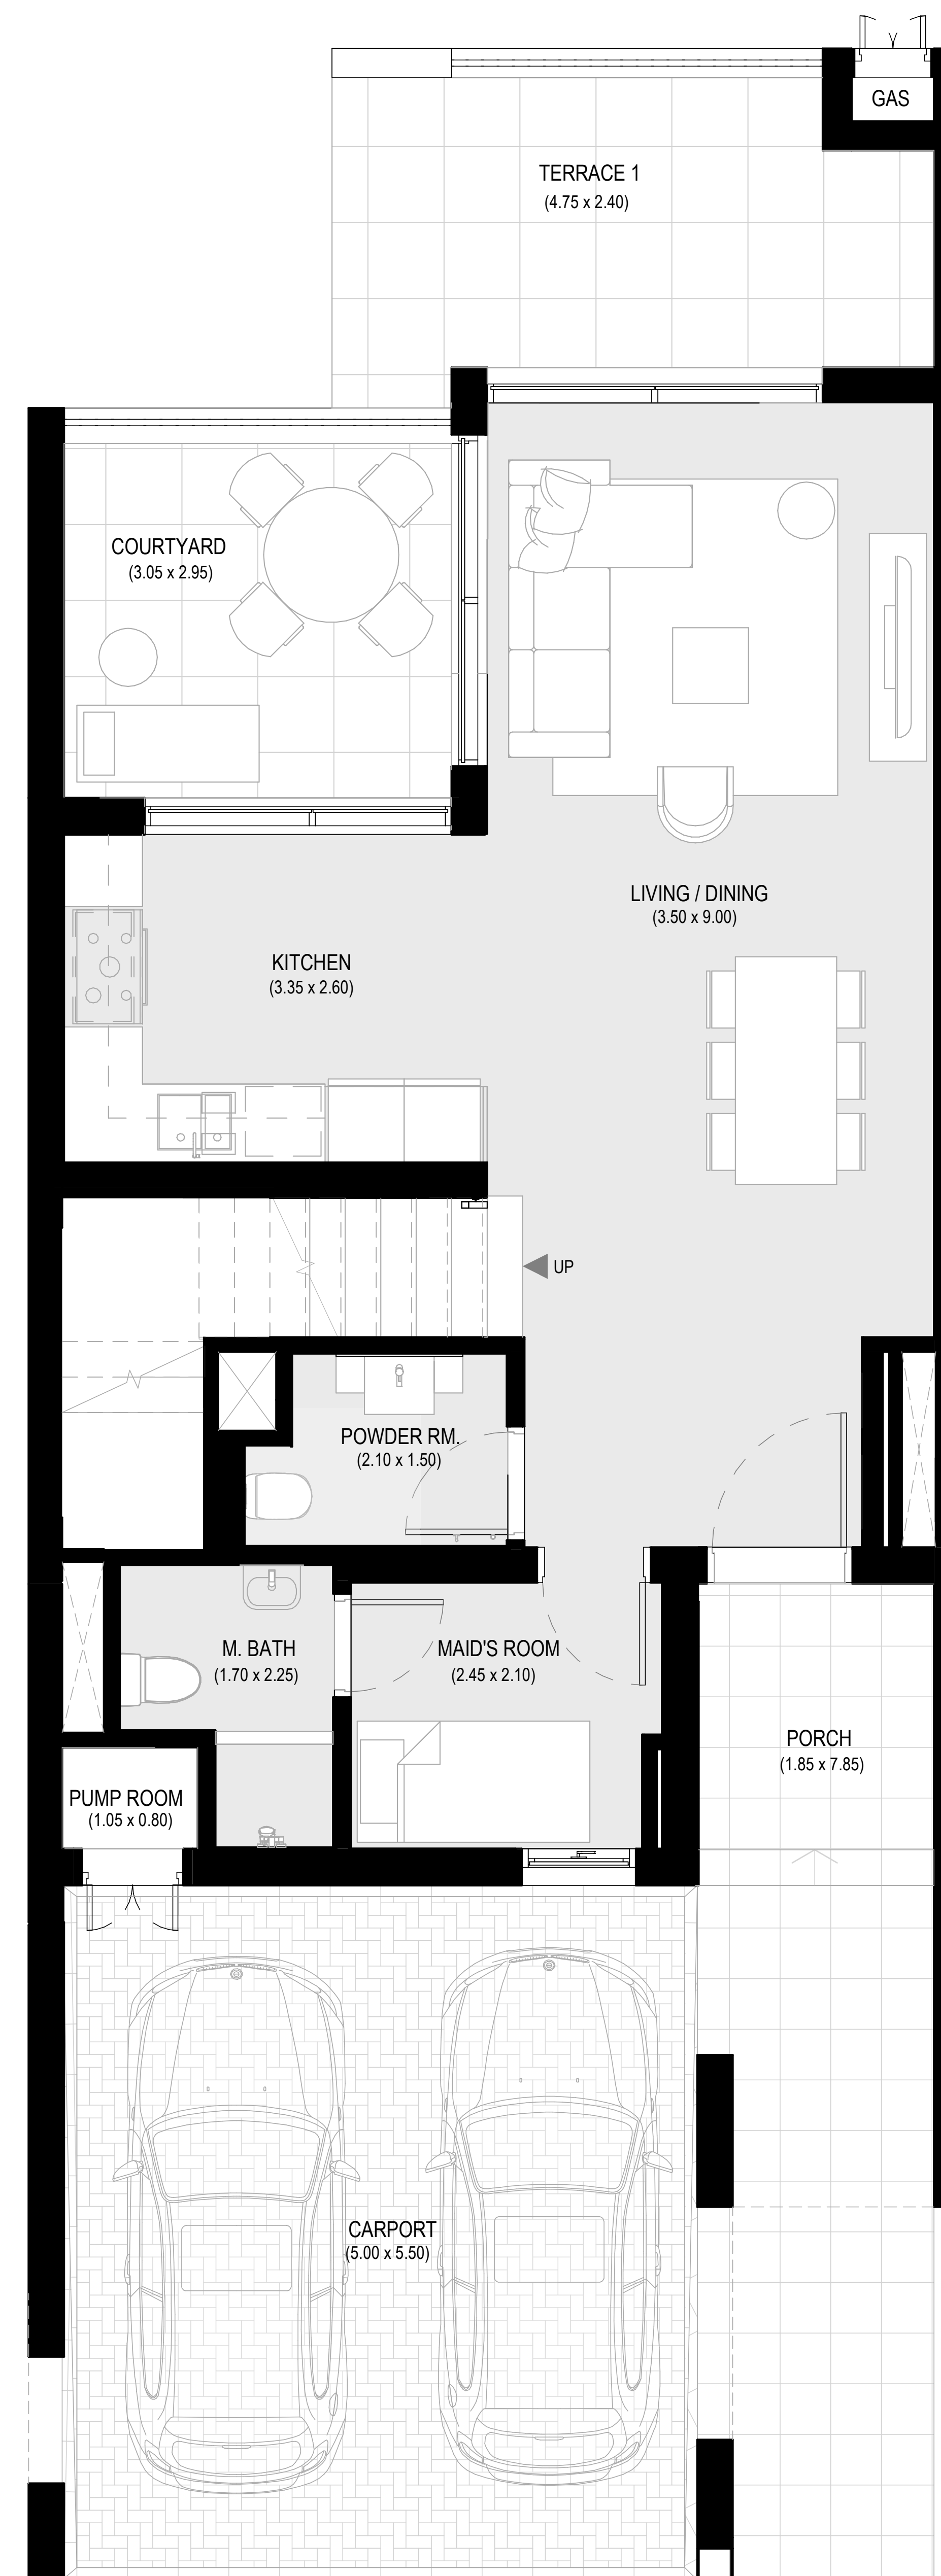 GAS
TERRACE 1
(4.75 x 2.40)
COURTYARD
(3.05 x 2.95)
LIVING / DINING
(3.50 x 9.00)
KITCHEN
(3.35 x 2.60)
UP
POWDER RM.
(2.10 x 1.50)
M. BATH
(1.70 x 2.25)
MAID'S ROOM
(2.45 x 2.10)
PORCH
(1.85 x 7.85)
PUMP ROOM
(1.05 x 0.80)
CARPORT
(5.00 x 5.50)